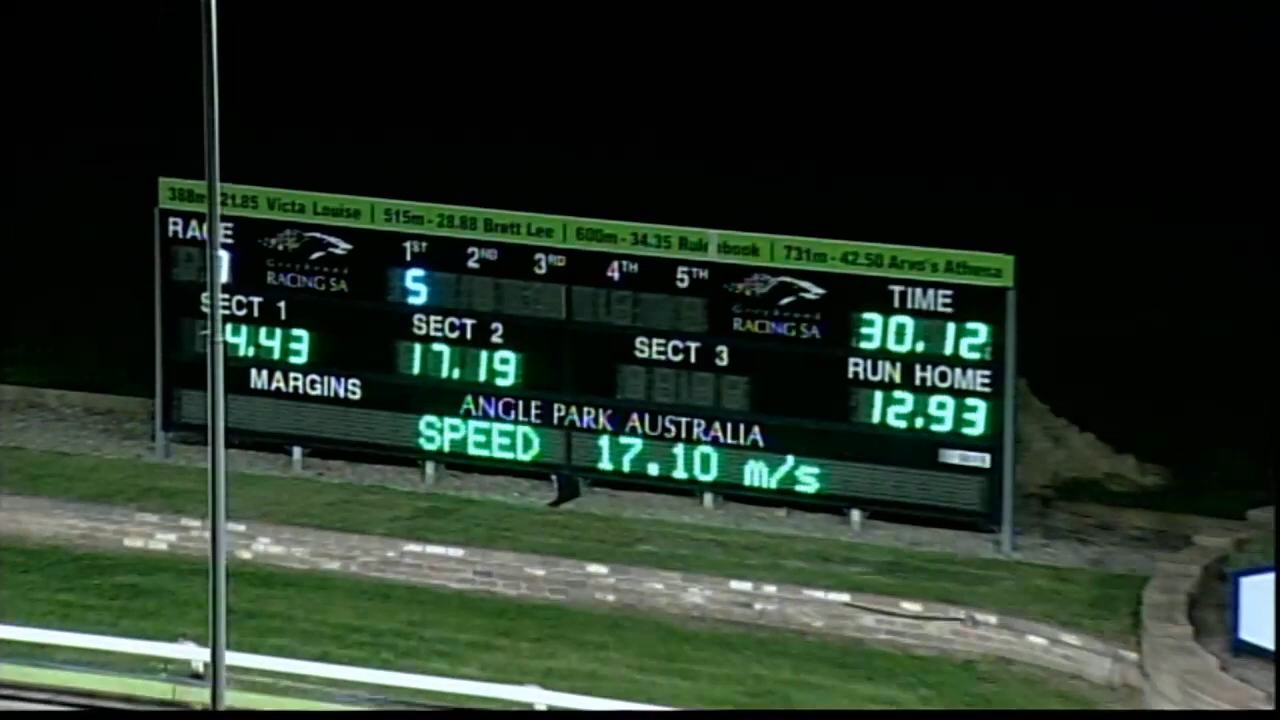 388m - 21.85 Victa Louise | 515m - 28.88 Brett Lee | 600m - 34.35 | 731m - 42.50 Athena
RACE 1ST 2ND 3RD 4TH 5TH TIME
5 30.12
Greyhound RACING SA
Greyhound RACING SA
SECT 1 SECT 2 SECT 3 RUN HOME
4.43 17.19 12.93
MARGINS
ANGLE PARK AUSTRALIA
SPEED 17.10 m/s